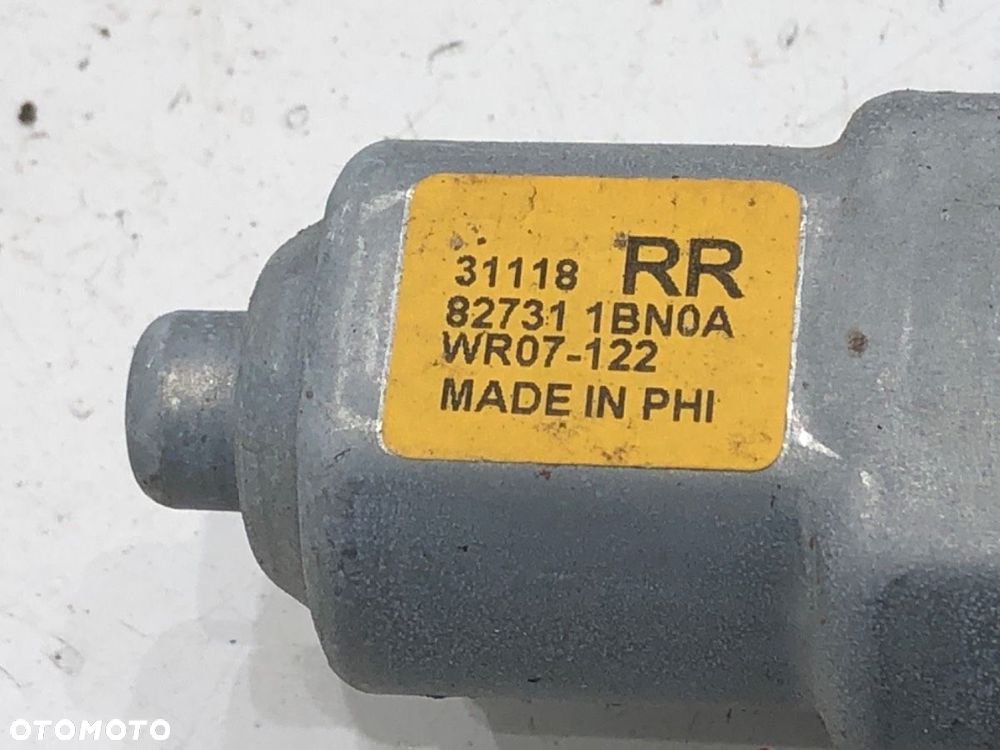 31118 RR
82731 1BN0A
WR07-122
MADE IN PHI
OTOMOTO